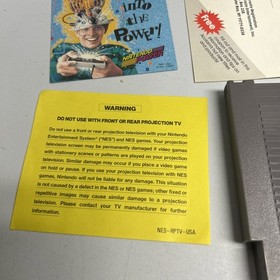 into
the
Power!
NINTENDO
POWER
Free
WARNING
DO NOT USE WITH FRONT OR REAR PROJECTION TV
Do not use a front or rear projection television with your Nintendo
Entertainment System® ("NES") and NES games. Your projection
television screen may be permanently damaged if video games
with stationary scenes or patterns are played on your projection
television. Similar damage may occur if you place a video game
on hold or pause. If you use your projection television with NES
games, Nintendo will not be liable for any damage. This situation
is not caused by a defect in the NES or NES games; other fixed or
repetitive images may cause similar damage to a projection
television. Please contact your TV manufacturer for further
information.
NES-RPTV-USA